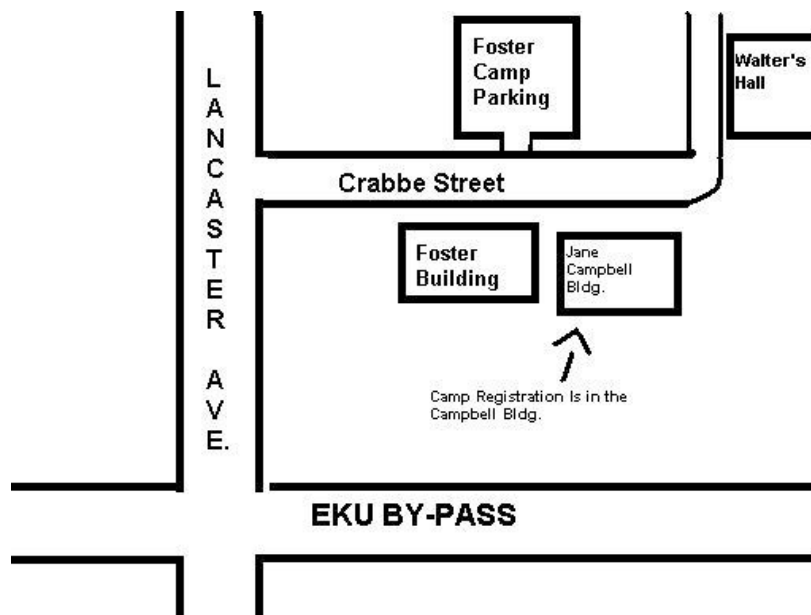 LANCASTER AVE.
Foster
Camp
Parking
Walter's
Hall
Crabbe Street
Foster
Building
Jane
Campbell
Bldg.
Camp Registration Is in the
Campbell Bldg.
EKU BY-PASS